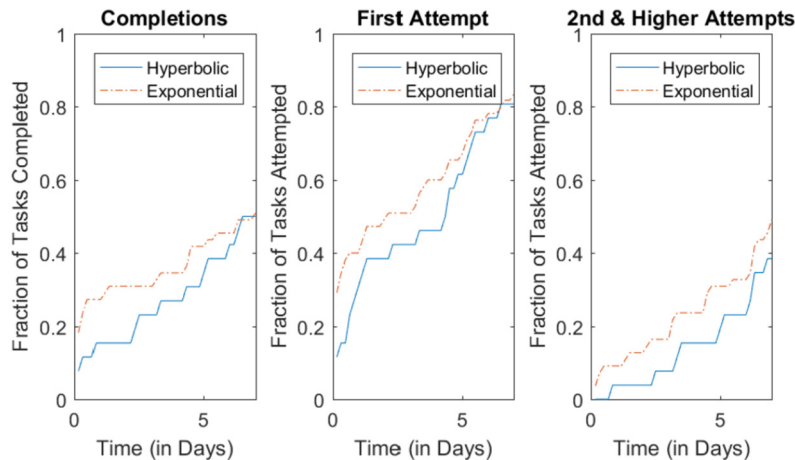 Completions
Fraction of Tasks Completed
1
0.8
0.6
0.4
0.2
0
0
5
Time (in Days)
Hyperbolic
Exponential
First Attempt
Fraction of Tasks Attempted
1
0.8
0.6
0.4
0.2
0
0
5
Time (in Days)
Hyperbolic
Exponential
2nd & Higher Attempts
Fraction of Tasks Attempted
1
0.8
0.6
0.4
0.2
0
0
5
Time (in Days)
Hyperbolic
Exponential